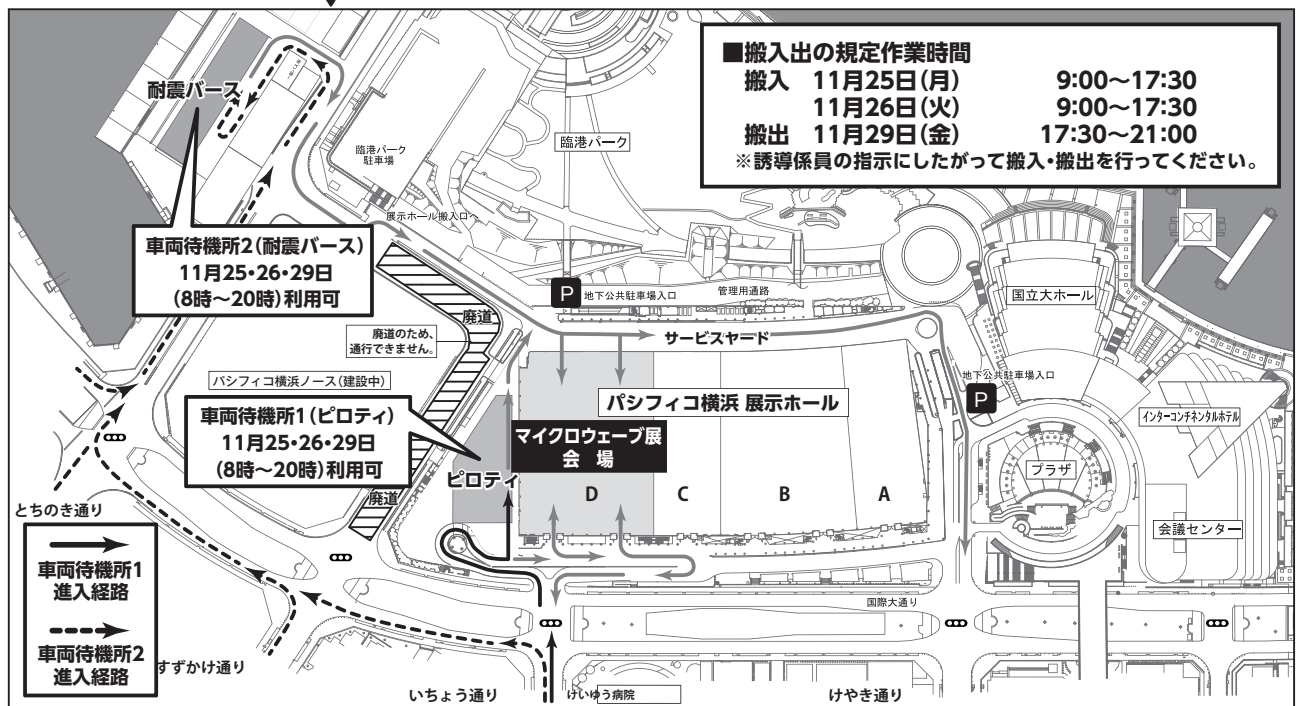 ■搬入出の規定作業時間
搬入 11月25日(月) 9:00〜17:30
11月26日(火) 9:00〜17:30
搬出 11月29日(金) 17:30〜21:00
※誘導係員の指示にしたがって搬入・搬出を行ってください。
耐震バース
臨港パーク
臨港パーク
駐車場
展示ホール搬入口へ
車両待機所2(耐震バース)
11月25・26・29日
(8時〜20時)利用可
P
地下公共駐車場入口
管理用通路
国立大ホール
廃道
廃道のため、
通行できません。
サービスヤード
パシフィコ横浜ノース(建設中)
地下公共駐車場入口
P
車両待機所1(ピロティ)
11月25・26・29日
(8時〜20時)利用可
パシフィコ横浜 展示ホール
インターコンチネンタルホテル
マイクロウェーブ展
会場
ピロティ
D
C
B
A
プラザ
廃道
とちのき通り
会議センター
車両待機所1
進入経路
国際大通り
車両待機所2
進入経路
すずかけ通り
いちょう通り
けいゆう病院
けやき通り